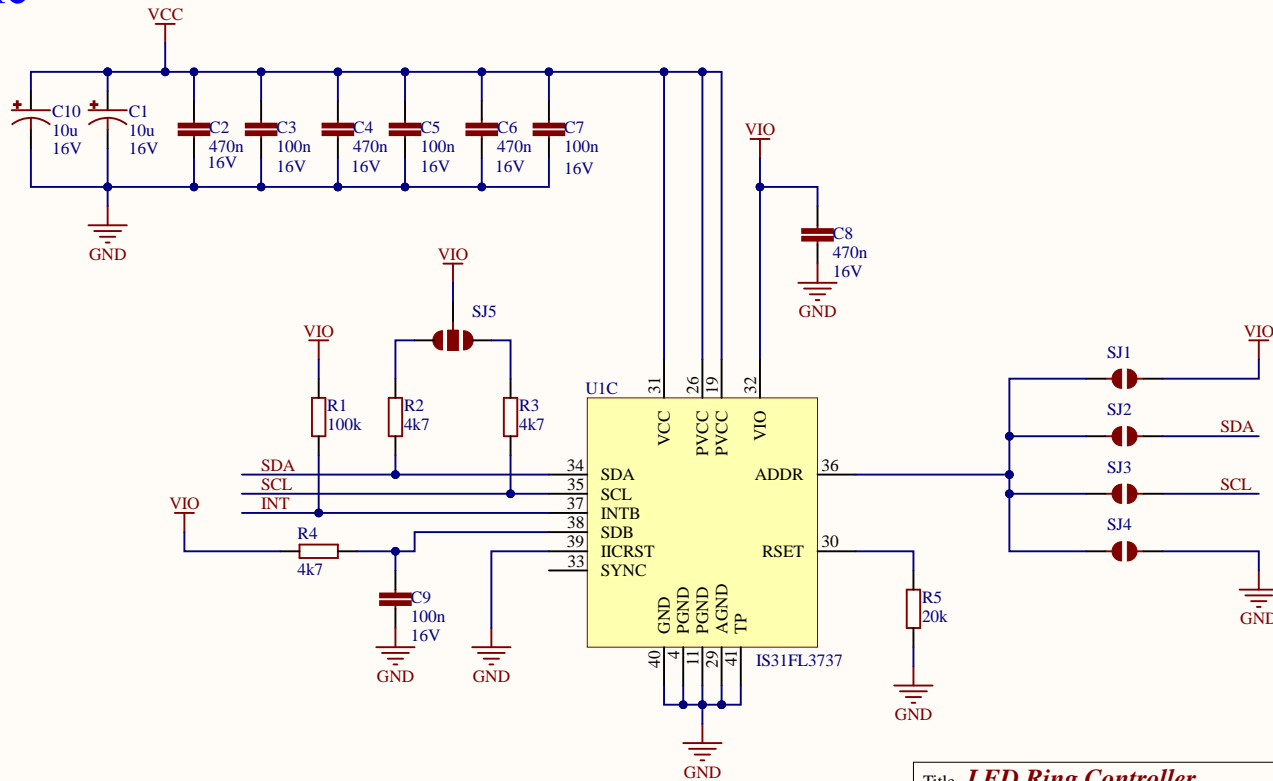 VCC
C10
10u
16V
C1
10u
16V
C2
470n
16V
C3
100n
16V
C4
470n
16V
C5
100n
16V
C6
470n
16V
C7
100n
16V
GND
VIO
C8
470n
16V
GND
VIO
SJ5
VIO
R1
100k
R2
4k7
R3
4k7
SDA
SCL
INT
VIO
R4
4k7
C9
100n
16V
GND
GND
U1C
31
26
19
32
VCC
PVCC
PVCC
VIO
34
SDA
35
SCL
37
INTB
38
SDB
39
IICRST
33
SYNC
ADDR
36
RSET
30
GND
PGND
PGND
AGND
TP
40
4
11
29
41
IS31FL3737
GND
R5
20k
GND
SJ1
VIO
SJ2
SDA
SJ3
SCL
SJ4
GND
Title LED Ring Controller